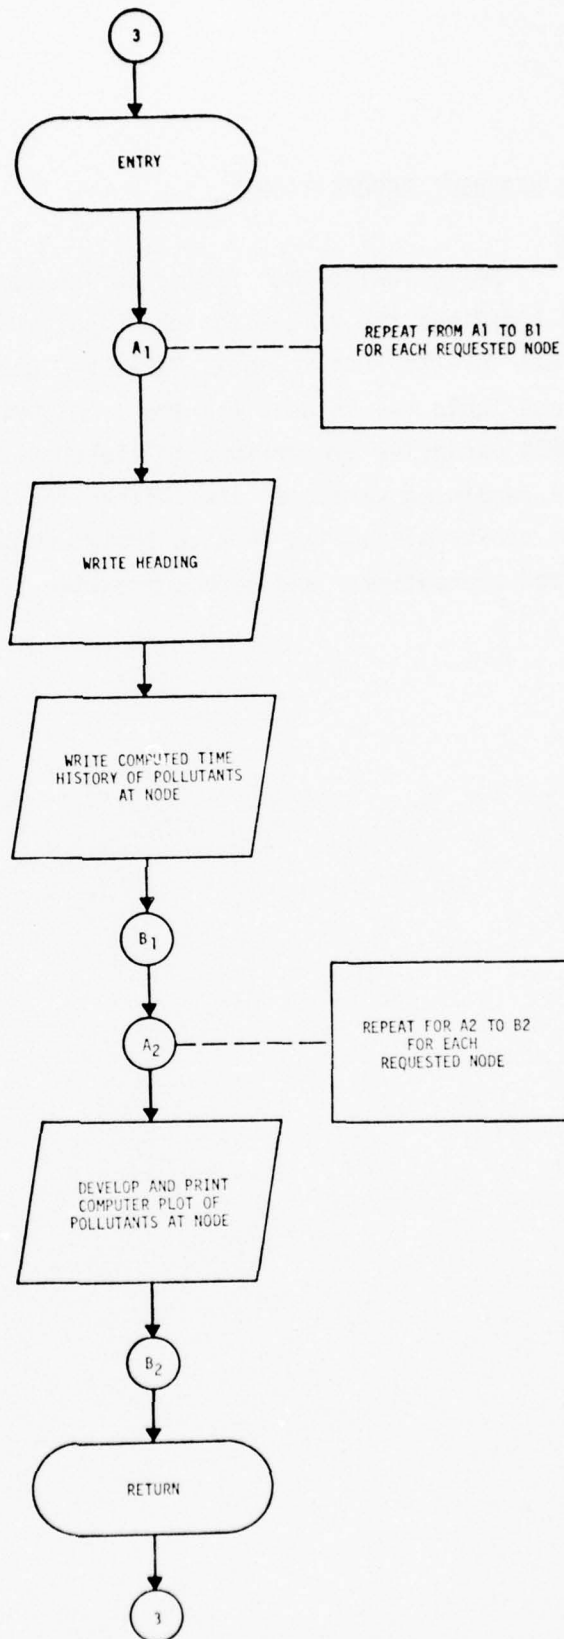 3
ENTRY
A1
REPEAT FROM A1 TO B1
FOR EACH REQUESTED NODE
WRITE HEADING
WRITE COMPUTED TIME
HISTORY OF POLLUTANTS
AT NODE
B1
A2
REPEAT FOR A2 TO B2
FOR EACH
REQUESTED NODE
DEVELOP AND PRINT
COMPUTER PLOT OF
POLLUTANTS AT NODE
B2
RETURN
3